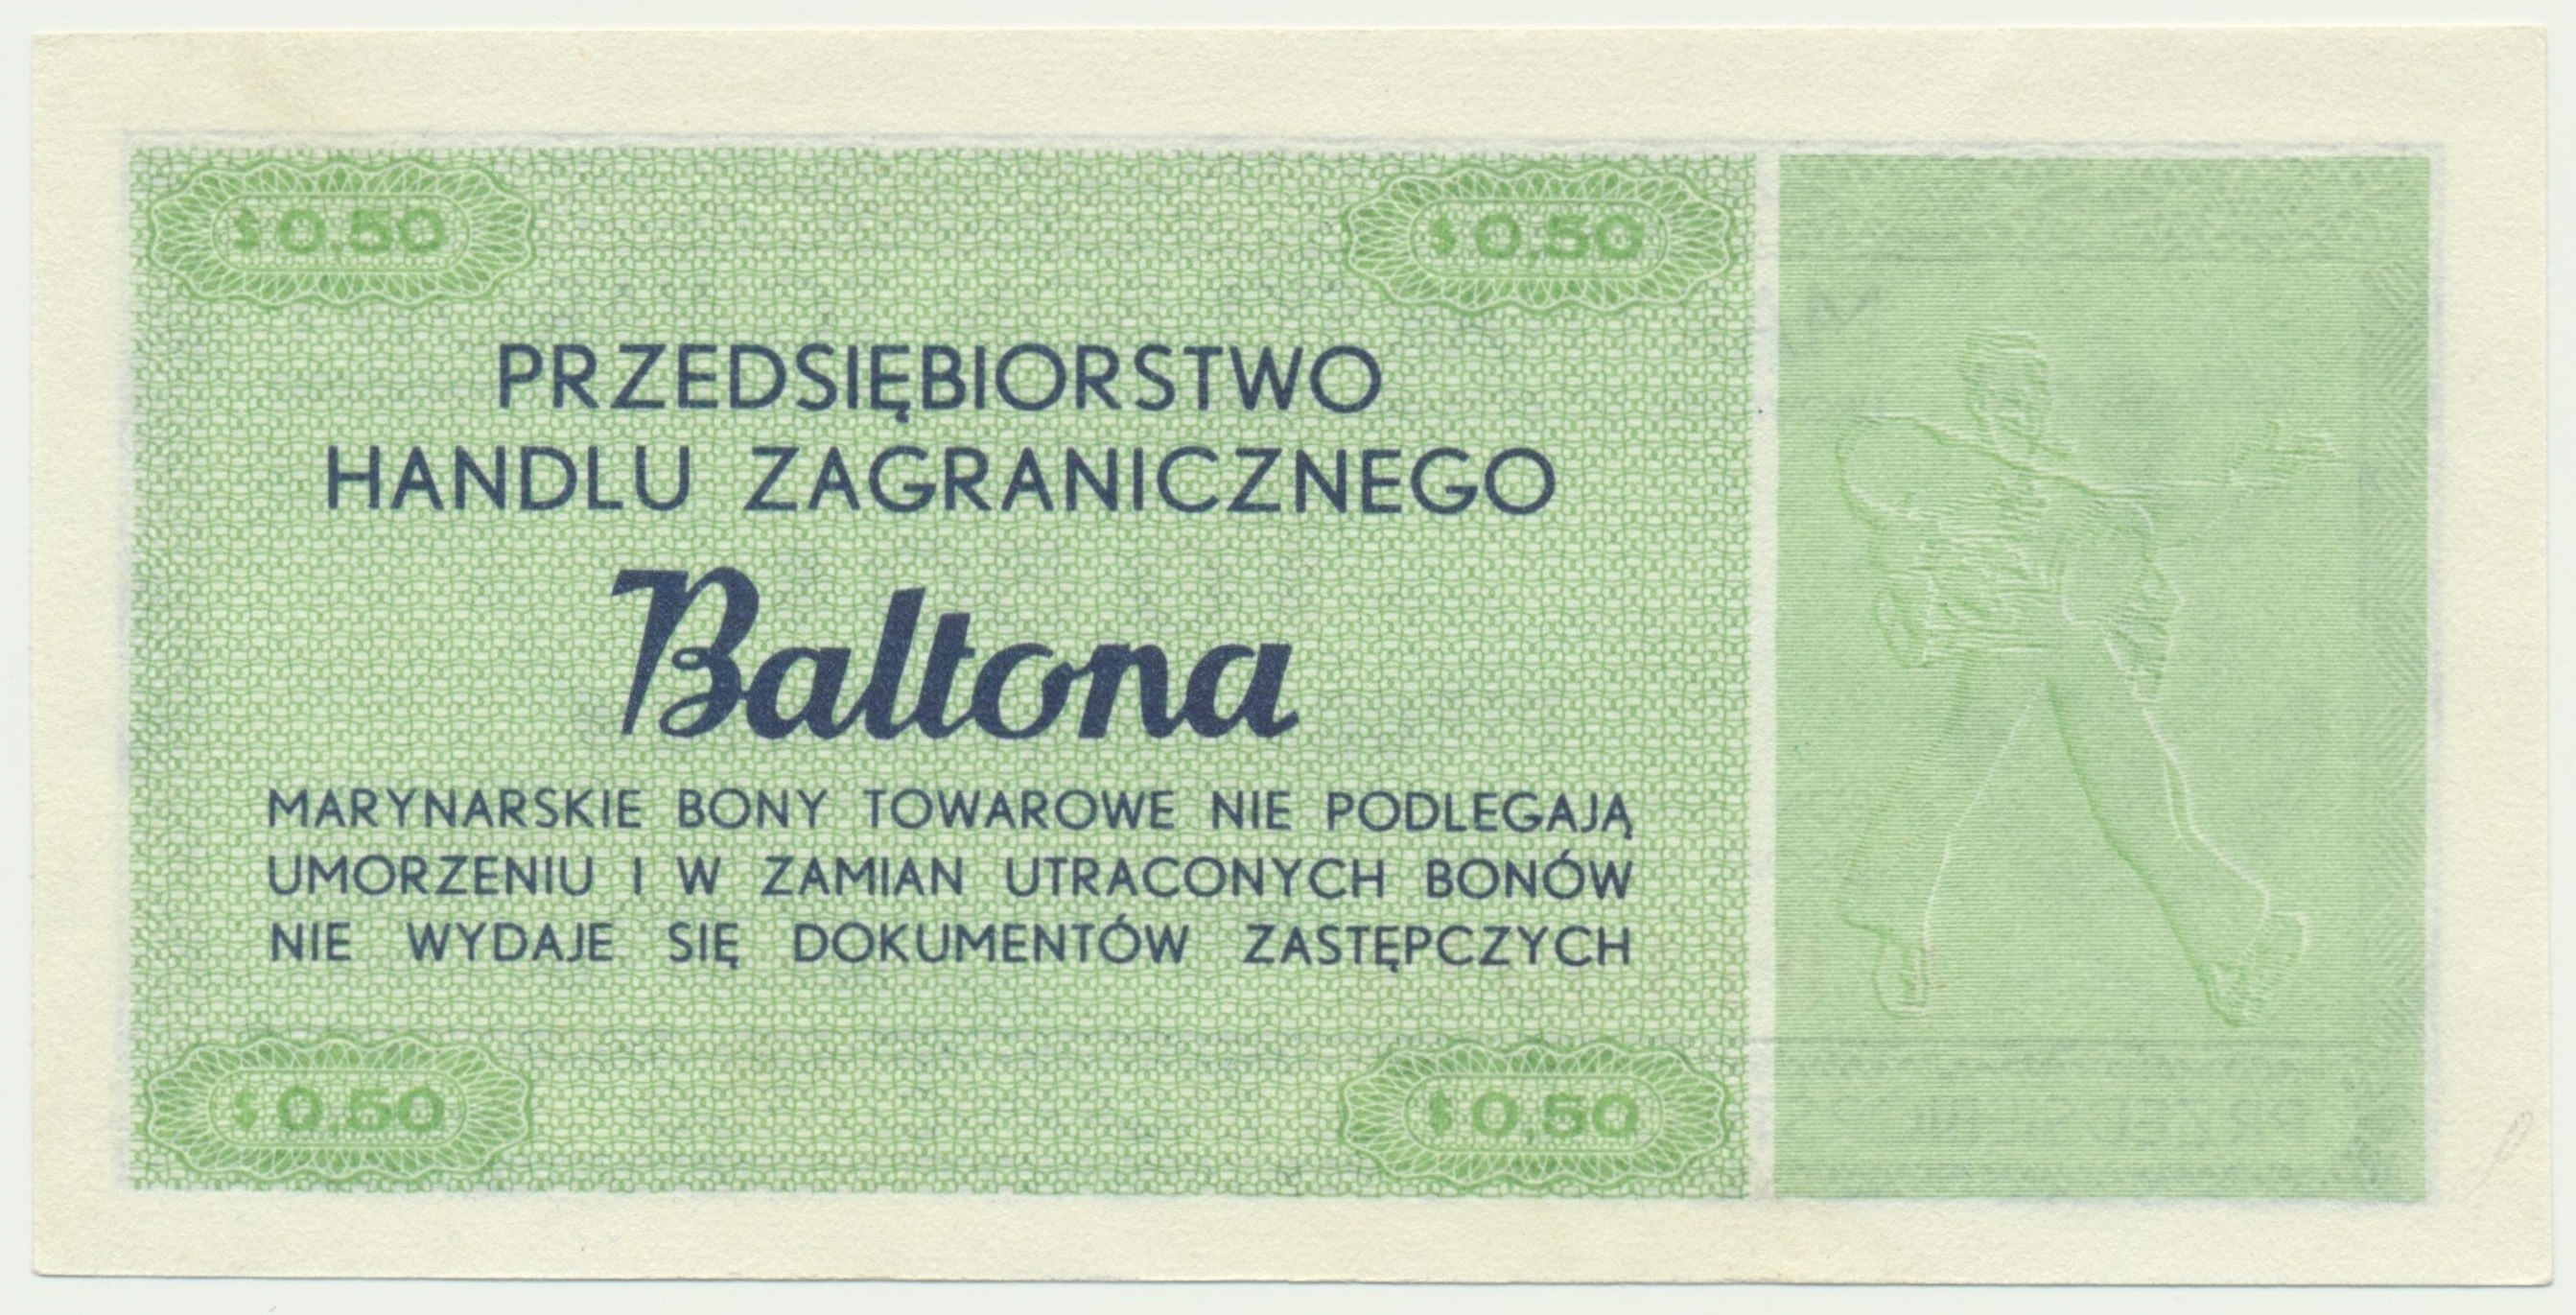 $0,50 $0,50
PRZEDSIĘBIORSTWO
HANDLU ZAGRANICZNEGO
Baltona
MARYNARSKIE BONY TOWAROWE NIE PODLEGAJĄ
UMORZENIU I W ZAMIAN UTRACONYCH BONÓW
NIE WYDAJE SIĘ DOKUMENTÓW ZASTĘPCZYCH
$0,50 $0,50